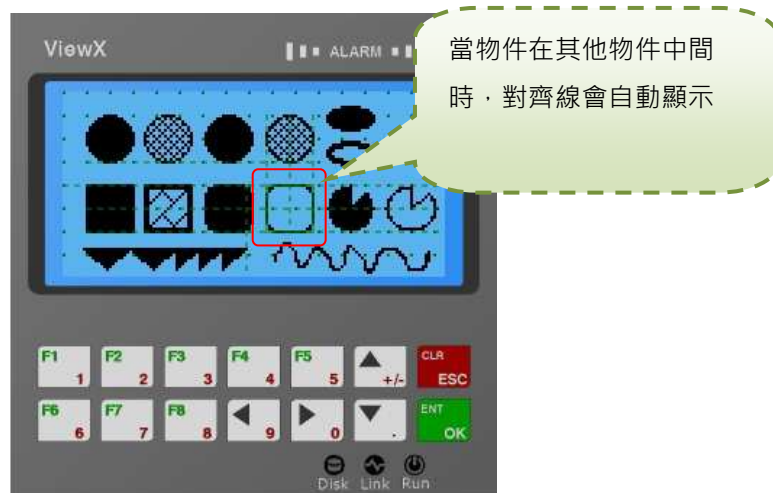 ViewX
ALARM
當物件在其他物件中間
時，對齊線會自動顯示
F1 1
F2 2
F3 3
F4 4
F5 5
+/-
CLR ESC
F6 6
F7 7
F8 8
9
0
.
ENT OK
Disk Link Run